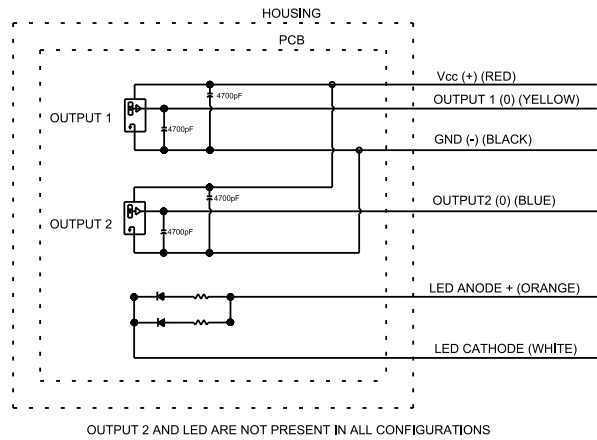 HOUSING
PCB
Vcc (+) (RED)
4700pF
OUTPUT 1 (0) (YELLOW)
OUTPUT 1
4700pF
GND (-) (BLACK)
4700pF
OUTPUT2 (0) (BLUE)
OUTPUT 2
4700pF
LED ANODE + (ORANGE)
LED CATHODE (WHITE)
OUTPUT 2 AND LED ARE NOT PRESENT IN ALL CONFIGURATIONS